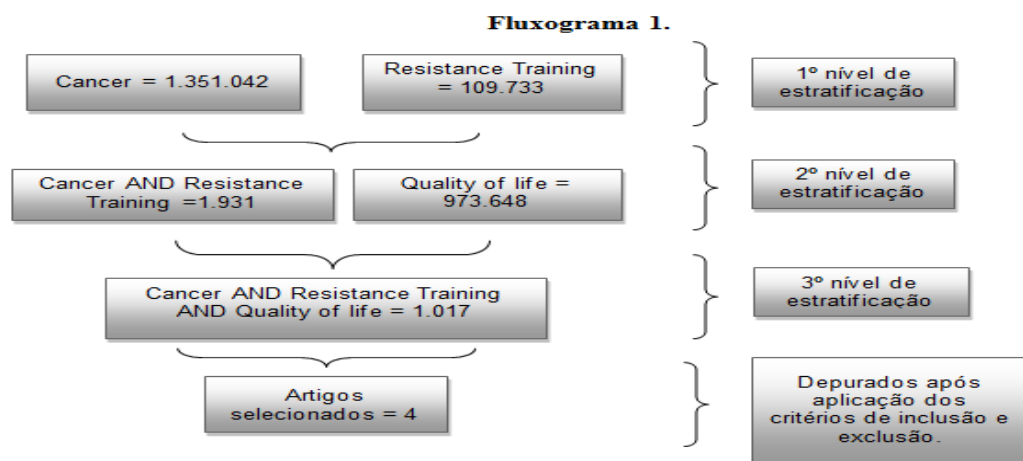 Fluxograma 1.
Cancer = 1.351.042
Resistance Training
= 109.733
1º nível de
estratificação
Cancer AND Resistance
Training =1.931
Quality of life =
973.648
2º nível de
estratificação
Cancer AND Resistance Training
AND Quality of life = 1.017
3º nível de
estratificação
Artigos
selecionados = 4
Depurados após
aplicação dos
critérios de inclusão e
exclusão.